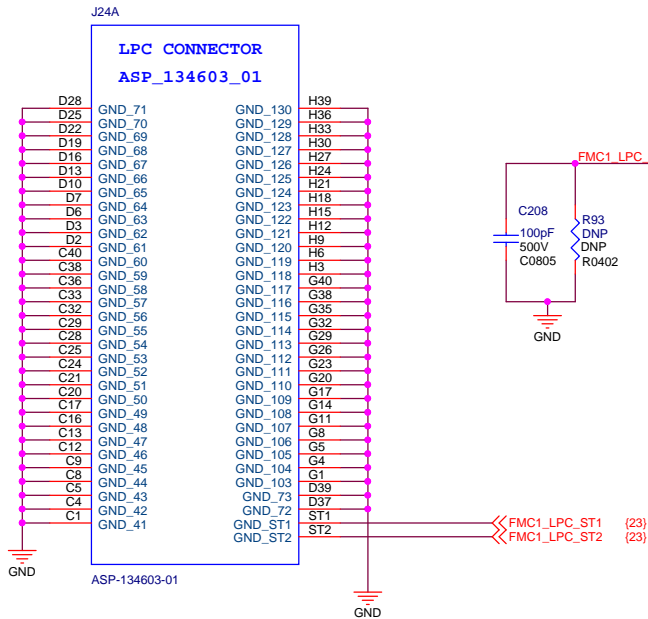 J24A
LPC CONNECTOR
ASP_134603_01
D28 GND_71 GND_130 H39
D25 GND_70 GND_129 H36
D22 GND_69 GND_128 H33
D19 GND_68 GND_127 H30
D16 GND_67 GND_126 H27
D13 GND_66 GND_125 H24
D10 GND_65 GND_124 H21
D7 GND_64 GND_123 H18
D6 GND_63 GND_122 H15
D3 GND_62 GND_121 H12
D2 GND_61 GND_120 H9
C40 GND_60 GND_119 H6
C38 GND_59 GND_118 H3
C36 GND_58 GND_117 G40
C33 GND_57 GND_116 G38
C32 GND_56 GND_115 G35
C29 GND_55 GND_114 G32
C28 GND_54 GND_113 G29
C25 GND_53 GND_112 G26
C24 GND_52 GND_111 G23
C21 GND_51 GND_110 G20
C20 GND_50 GND_109 G17
C17 GND_49 GND_108 G14
C16 GND_48 GND_107 G11
C13 GND_47 GND_106 G8
C12 GND_46 GND_105 G5
C9 GND_45 GND_104 G4
C8 GND_44 GND_103 G1
C5 GND_43 GND_73 D39
C4 GND_42 GND_72 D37
C1 GND_41 GND_ST1 ST1
GND_ST2 ST2
FMC1_LPC_ST1 {23}
FMC1_LPC_ST2 {23}
GND
ASP-134603-01
GND
FMC1_LPC_
C208
100pF
500V
C0805
R93
DNP
DNP
R0402
GND